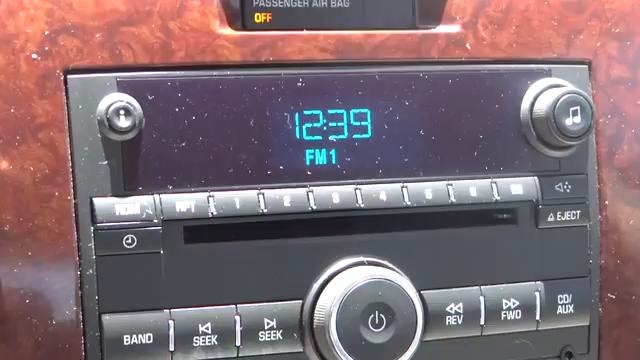 PASSENGER AIR BAG
OFF
12:39
FM1
RDM RPT 1 2 3 4 5 6
EJECT
BAND SEEK SEEK REV FWD CD/
AUX